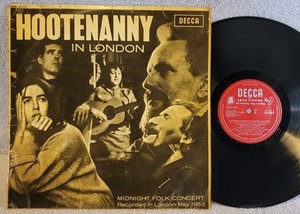 HOOTENANNY
DECCA
IN LONDON
MIDNIGHT FOLK CONCERT
Recorded in London May 1963
DECCA